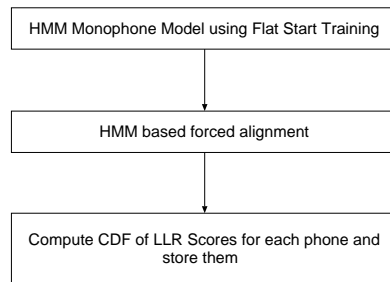 HMM Monophone Model using Flat Start Training
HMM based forced alignment
Compute CDF of LLR Scores for each phone and
store them